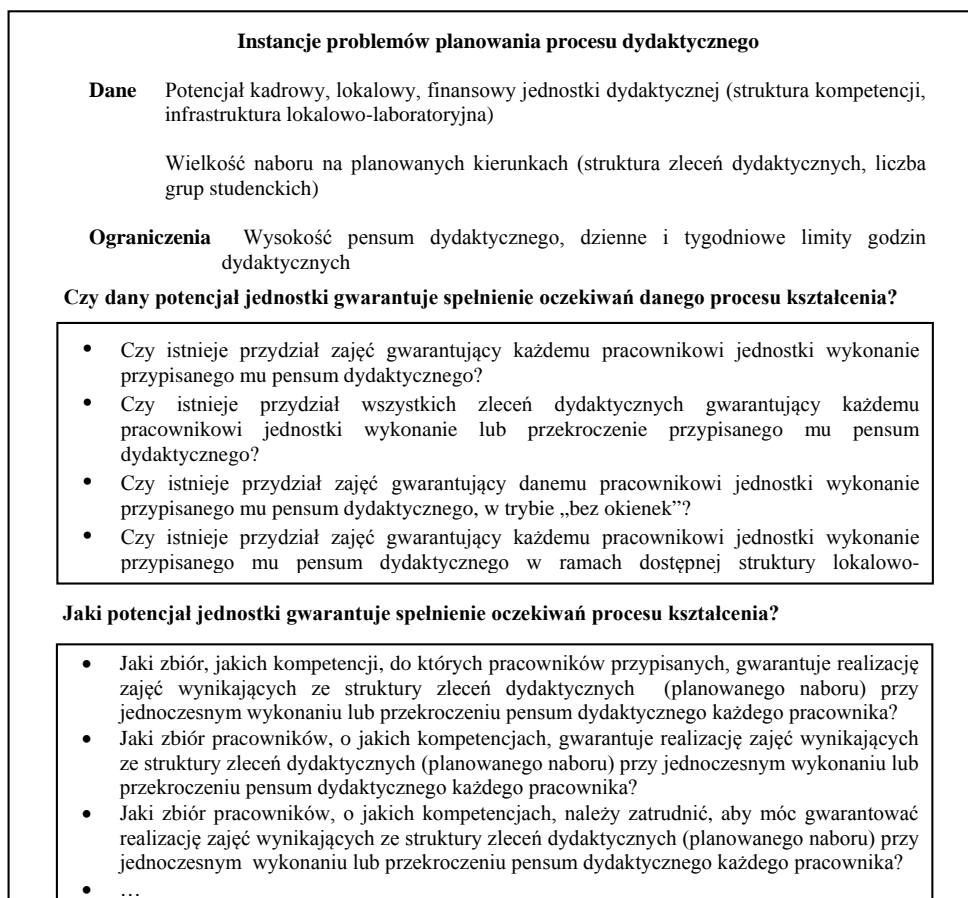 Instancje problemów planowania procesu dydaktycznego
Dane Potencjał kadrowy, lokalowy, finansowy jednostki dydaktycznej (struktura kompetencji,
infrastruktura lokalowo-laboratoryjna)
Wielkość naboru na planowanych kierunkach (struktura zleceń dydaktycznych, liczba
grup studenckich)
Ograniczenia Wysokość pensum dydaktycznego, dzienne i tygodniowe limity godzin
dydaktycznych
Czy dany potencjał jednostki gwarantuje spełnienie oczekiwań danego procesu kształcenia?
• Czy istnieje przydział zajęć gwarantujący każdemu pracownikowi jednostki wykonanie
przypisanego mu pensum dydaktycznego?
• Czy istnieje przydział wszystkich zleceń dydaktycznych gwarantujący każdemu
pracownikowi jednostki wykonanie lub przekroczenie przypisanego mu pensum
dydaktycznego?
• Czy istnieje przydział zajęć gwarantujący danemu pracownikowi jednostki wykonanie
przypisanego mu pensum dydaktycznego, w trybie „bez okienek”?
• Czy istnieje przydział zajęć gwarantujący każdemu pracownikowi jednostki wykonanie
przypisanego mu pensum dydaktycznego w ramach dostępnej struktury lokalowo-
Jaki potencjał jednostki gwarantuje spełnienie oczekiwań procesu kształcenia?
• Jaki zbiór, jakich kompetencji, do których pracowników przypisanych, gwarantuje realizację
zajęć wynikających ze struktury zleceń dydaktycznych (planowanego naboru) przy
jednoczesnym wykonaniu lub przekroczeniu pensum dydaktycznego każdego pracownika?
• Jaki zbiór pracowników, o jakich kompetencjach, gwarantuje realizację zajęć wynikających
ze struktury zleceń dydaktycznych (planowanego naboru) przy jednoczesnym wykonaniu lub
przekroczeniu pensum dydaktycznego każdego pracownika?
• Jaki zbiór pracowników, o jakich kompetencjach, należy zatrudnić, aby móc gwarantować
realizację zajęć wynikających ze struktury zleceń dydaktycznych (planowanego naboru) przy
jednoczesnym wykonaniu lub przekroczeniu pensum dydaktycznego każdego pracownika?
• …